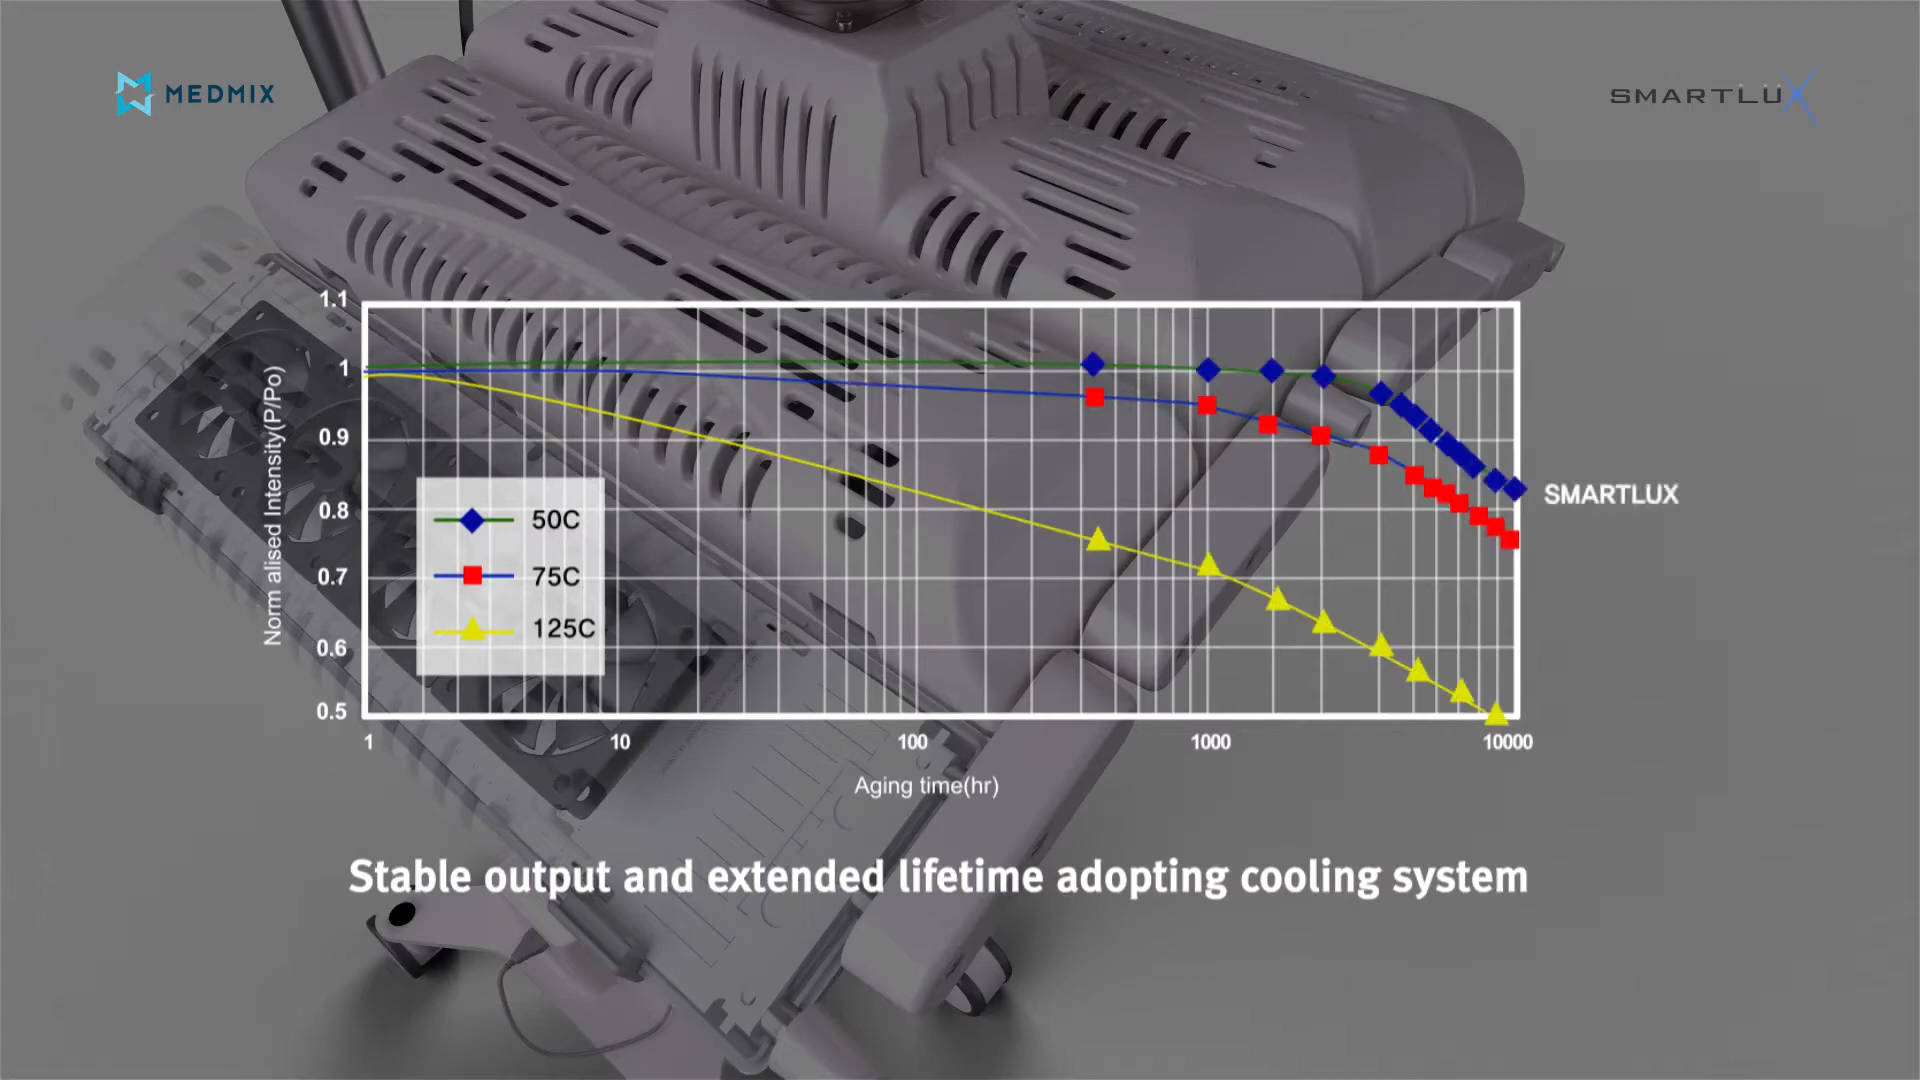 MEDMIX
SMARTLUX
1.1
1
0.9
0.8
0.7
0.6
0.5
Norm alised Intensity(P/Po)
50C
75C
125C
SMARTLUX
1
10
100
1000
10000
Aging time(hr)
Stable output and extended lifetime adopting cooling system